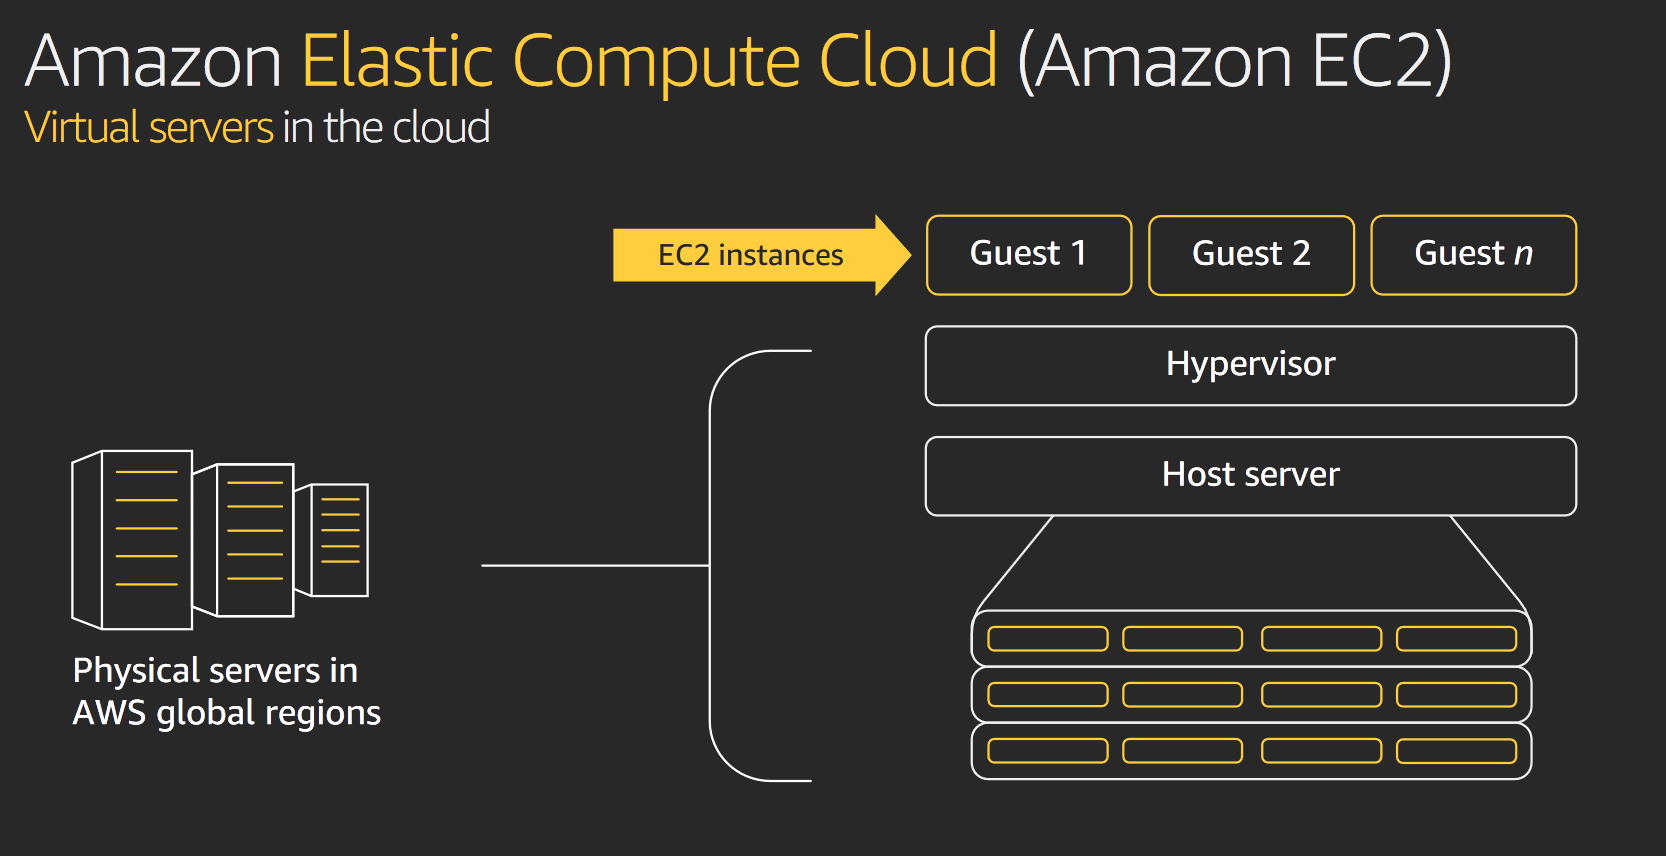 Amazon Elastic Compute Cloud (Amazon EC2)
Virtual servers in the cloud
EC2 instances
Guest 1
Guest 2
Guest n
Hypervisor
Host server
Physical servers in
AWS global regions